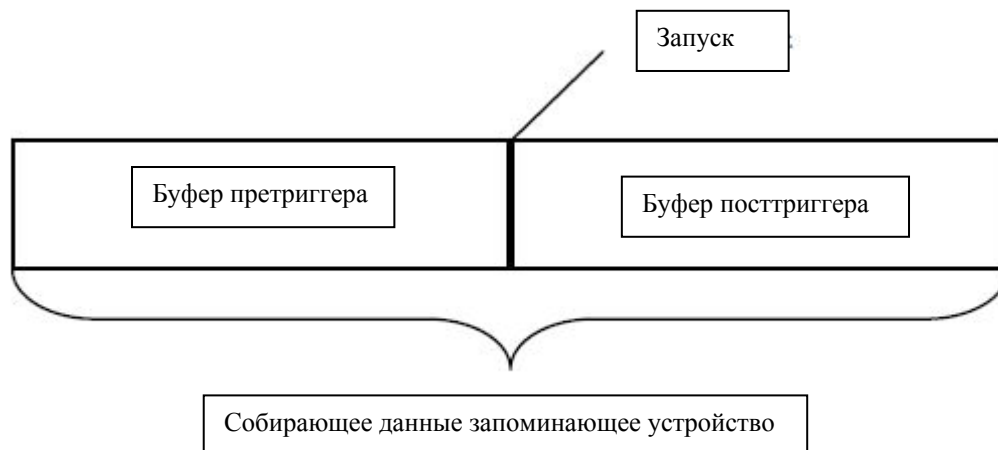 Запуск
Буфер претриггера
Буфер посттриггера
Собирающее данные запоминающее устройство